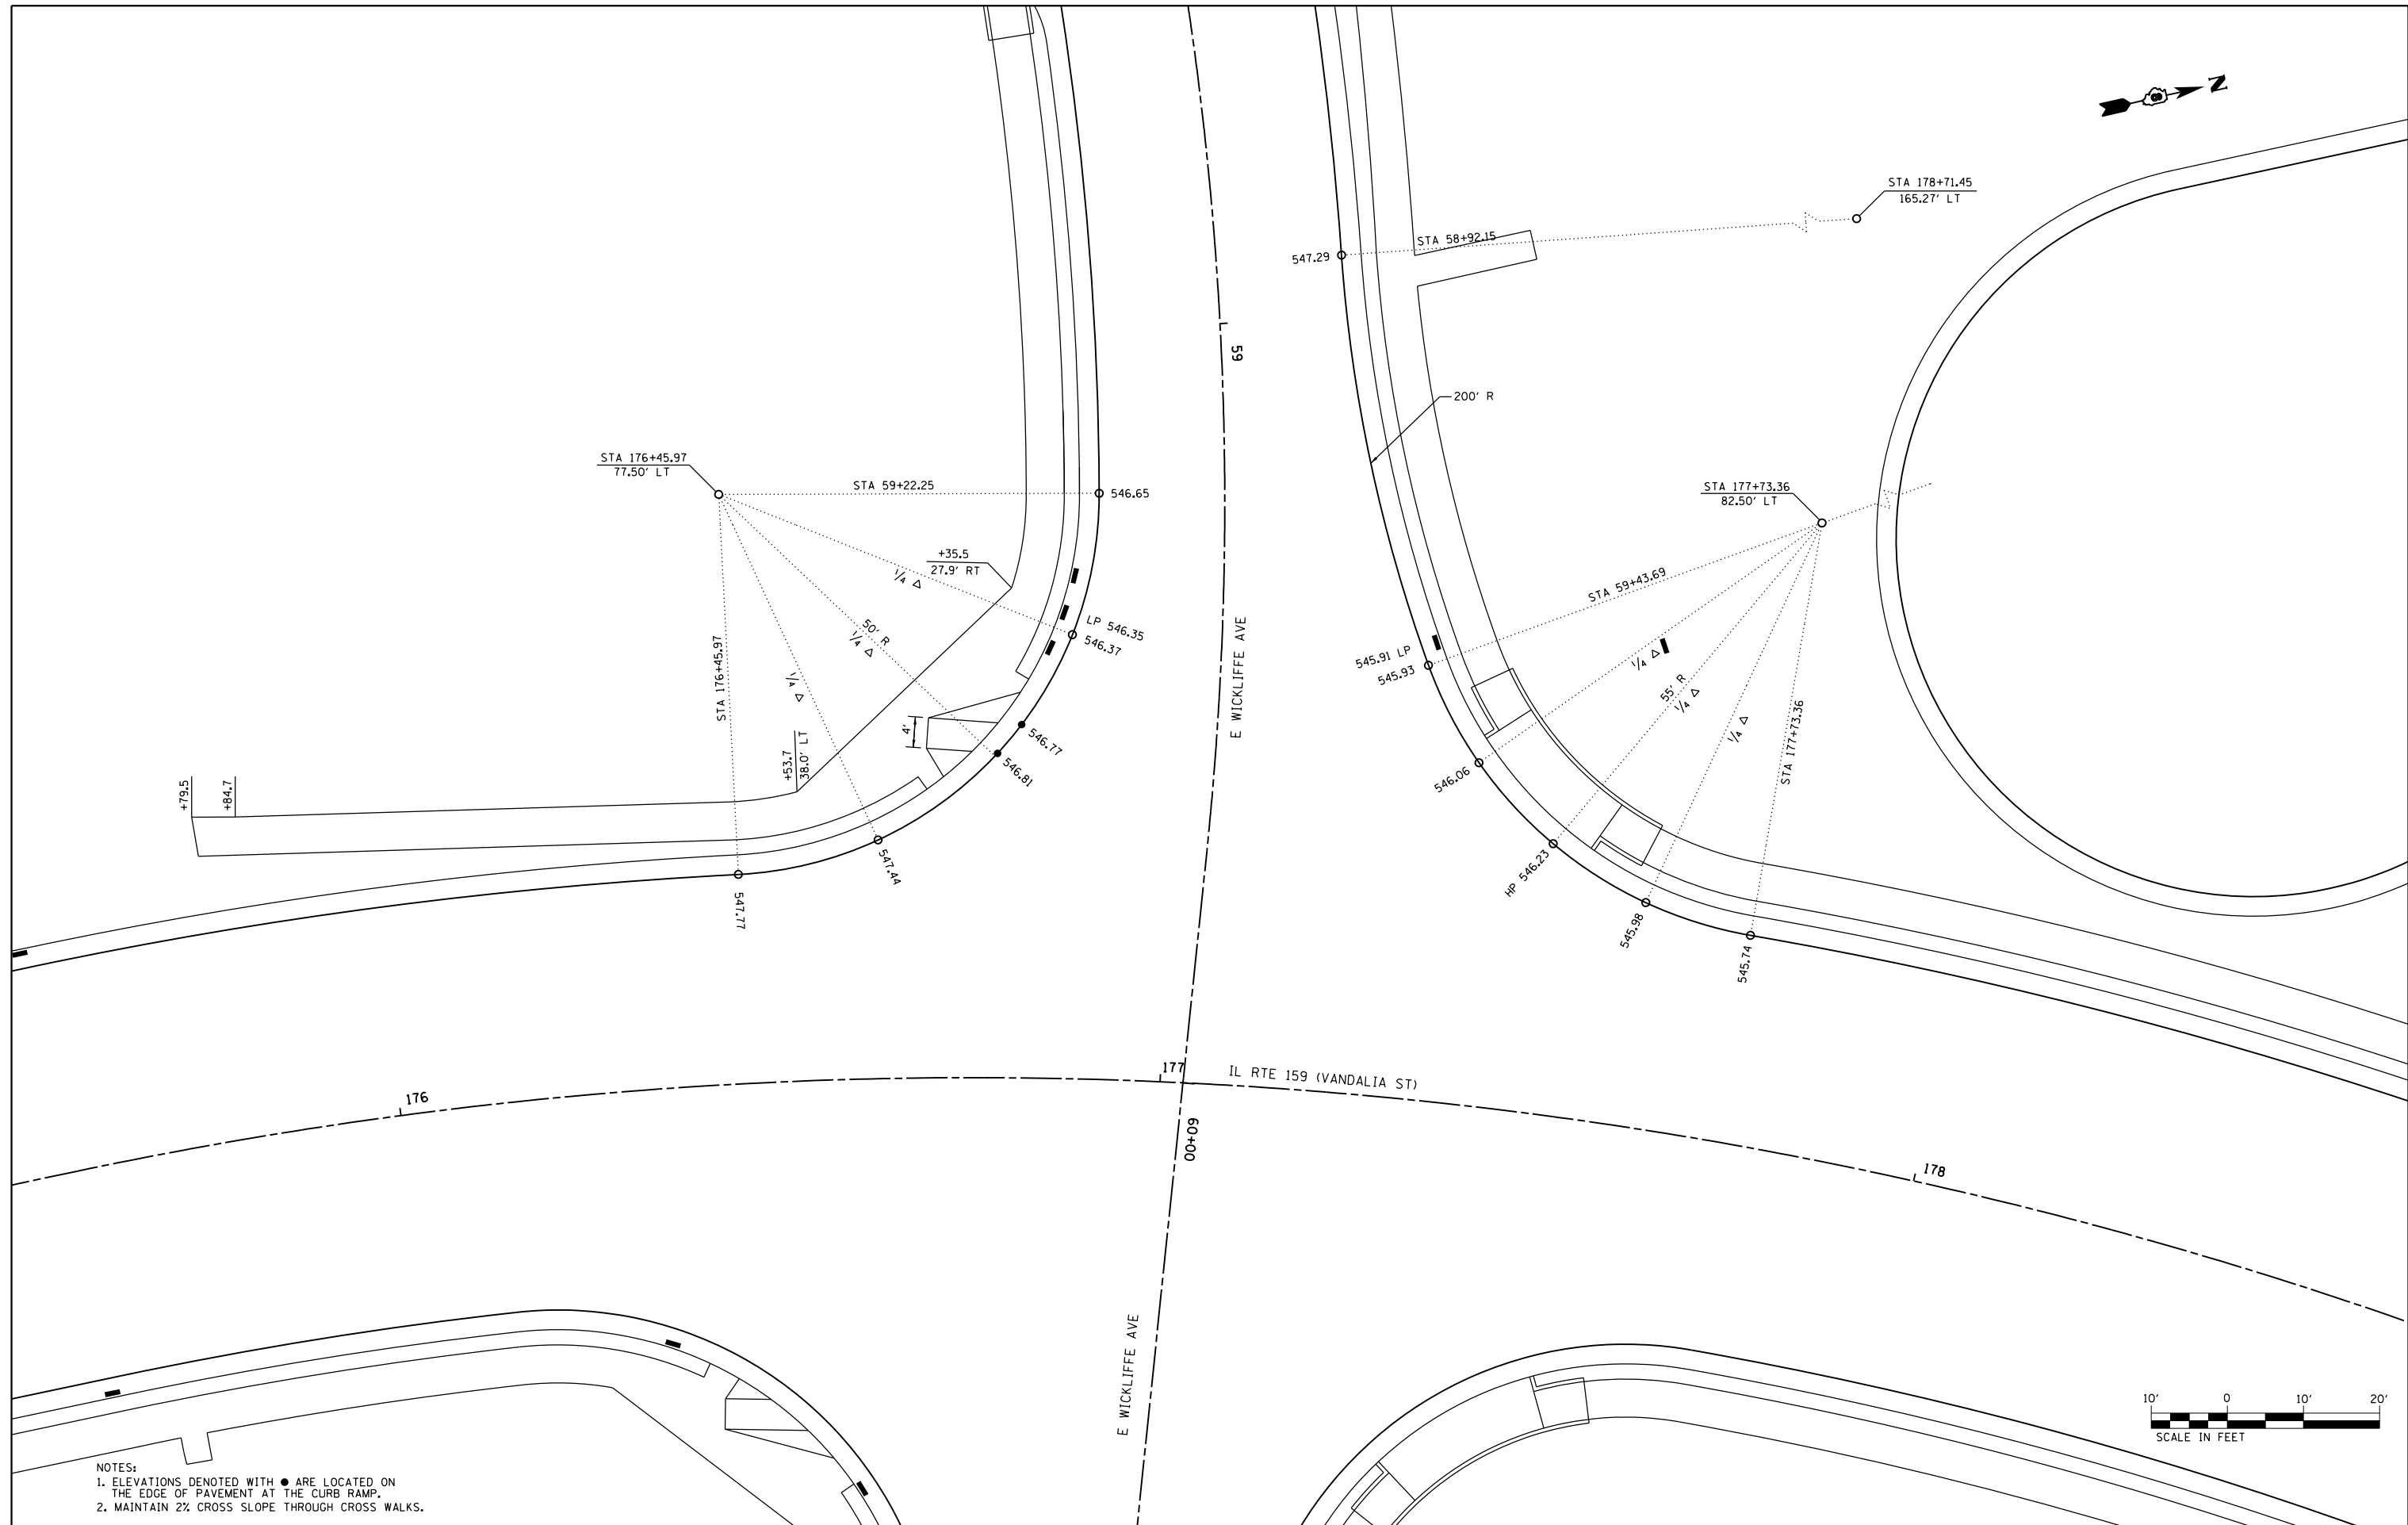 N
STA 178+71.45
165.27' LT
STA 58+92.15
547.29
59
200' R
STA 176+45.97
77.50' LT
STA 59+22.25
546.65
STA 177+73.36
82.50' LT
+35.5
27.9' RT
1/4 Δ
STA 59+43.69
50' R
1/4 Δ
LP 546.35
546.37
E WICKLIFFE AVE
545.91 LP
545.93
1/4 Δ
STA 176+45.97
1/4 Δ
55' R
1/4 Δ
1/4 Δ
STA 177+73.36
4'
546.77
546.81
+53.7
38.0' LT
+79.5
+84.7
546.06
547.44
HP 546.23
547.77
545.98
545.74
177
IL RTE 159 (VANDALIA ST)
176
60+00
178
E WICKLIFFE AVE
10' 0 10' 20'
SCALE IN FEET
NOTES:
1. ELEVATIONS DENOTED WITH ● ARE LOCATED ON
THE EDGE OF PAVEMENT AT THE CURB RAMP.
2. MAINTAIN 2% CROSS SLOPE THROUGH CROSS WALKS.